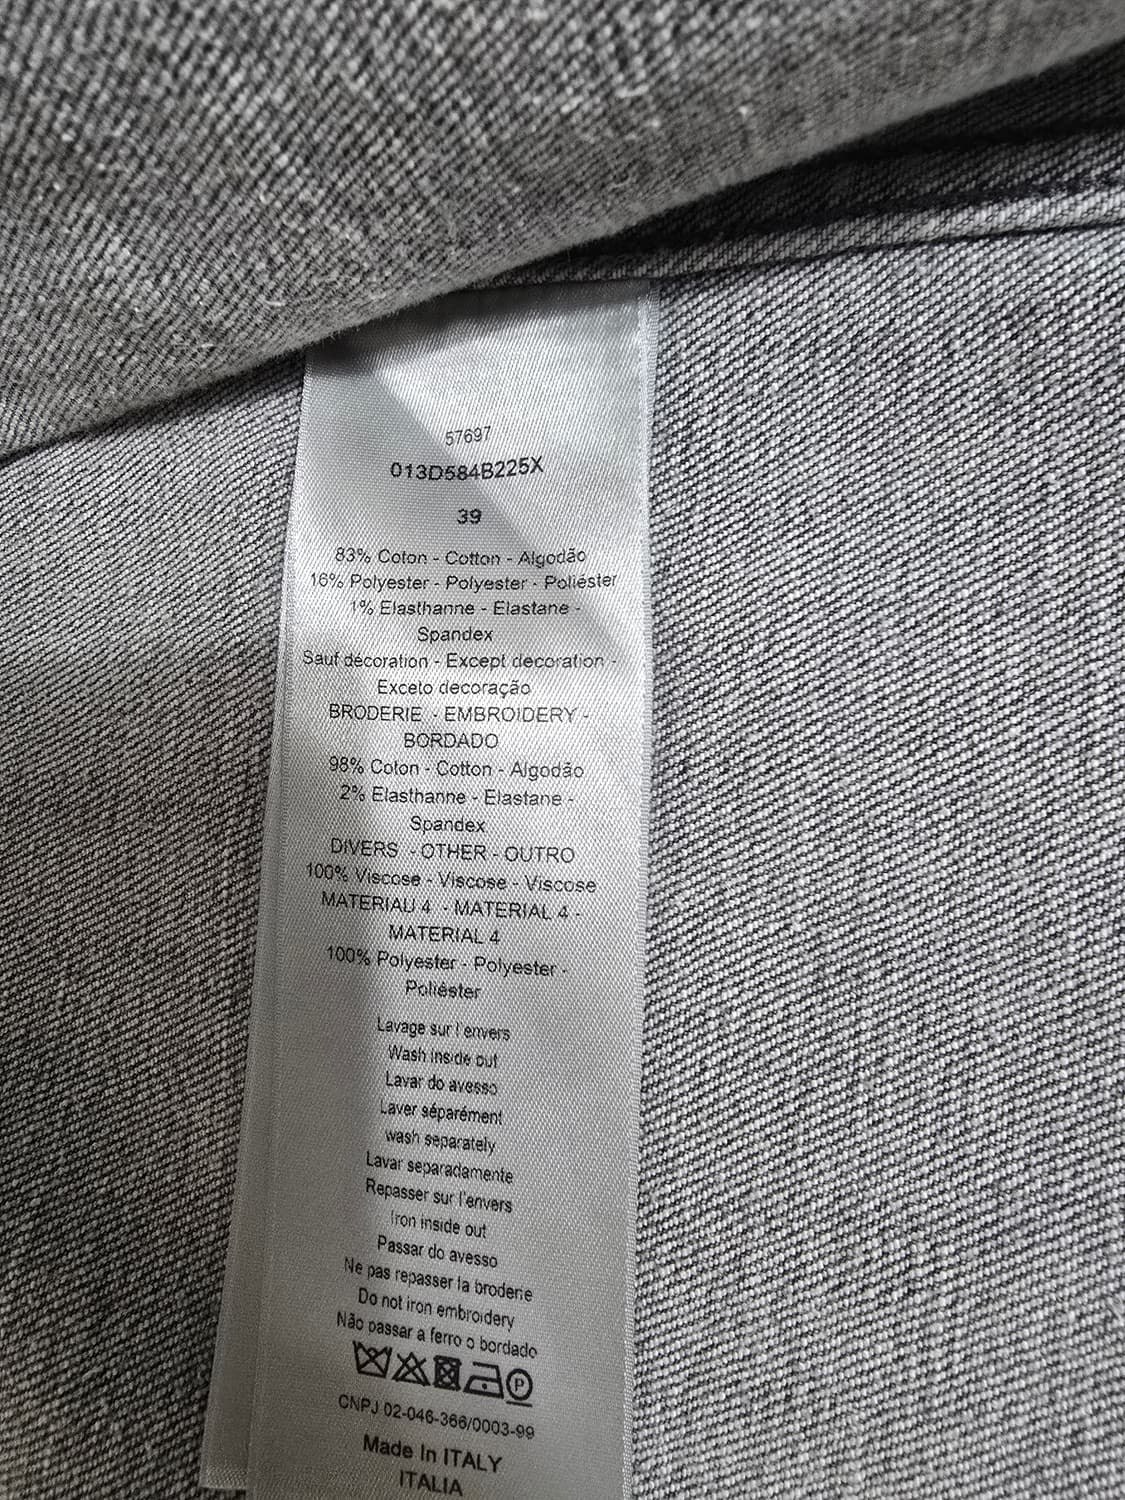 57697
013D584B225X
39
83% Coton - Cotton - Algodão
16% Polyester - Polyester - Poliéster
1% Elasthanne - Elastane -
Spandex
Sauf décoration - Except decoration -
Exceto decoração
BRODERIE - EMBROIDERY -
BORDADO
98% Coton - Cotton - Algodão
2% Elasthanne - Elastane -
Spandex
DIVERS - OTHER - OUTRO
100% Viscose - Viscose - Viscose
MATERIAU 4 - MATERIAL 4 -
MATERIAL 4
100% Polyester - Polyester -
Poliéster
Lavage sur l'envers
Wash inside out
Lavar do avesso
Laver séparément
wash separately
Lavar separadamente
Repasser sur l'envers
Iron inside out
Passar do avesso
Ne pas repasser la broderie
Do not iron embroidery
Não passar a ferro o bordado
P
CNPJ 02-046-366/0003-99
Made In ITALY
ITALIA